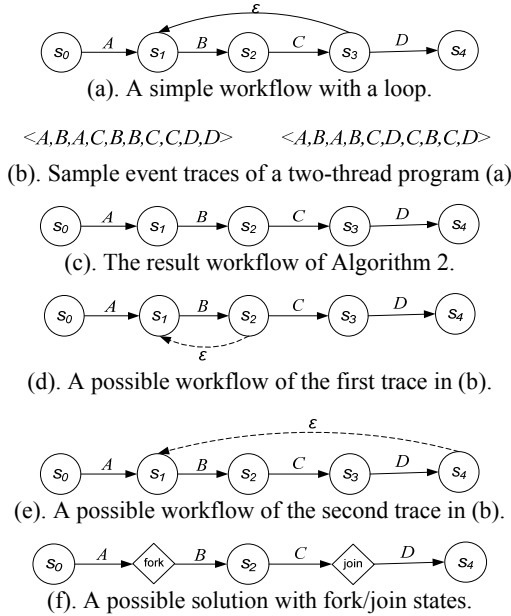 ε
s0 A s1 B s2 C s3 D s4
(a). A simple workflow with a loop.
<A,B,A,C,B,B,C,C,D,D> <A,B,A,B,C,D,C,B,C,D>
(b). Sample event traces of a two-thread program (a)
s0 A s1 B s2 C s3 D s4
(c). The result workflow of Algorithm 2.
s0 A s1 B s2 C s3 D s4
ε
(d). A possible workflow of the first trace in (b).
ε
s0 A s1 B s2 C s3 D s4
(e). A possible workflow of the second trace in (b).
s0 A fork B s2 C join D s4
(f). A possible solution with fork/join states.